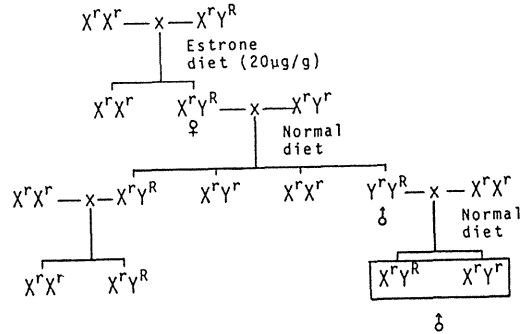 XʳXʳ — x — XʳYᴿ
Estrone
diet (20µg/g)
XʳXʳ XʳYᴿ — x — XʳYʳ
♀ Normal
diet
XʳXʳ — x — XʳYᴿ XʳYʳ XʳXʳ YʳYᴿ — x — XʳXʳ
♂ Normal
diet
XʳXʳ XʳYᴿ XʳYᴿ XʳYʳ
♂